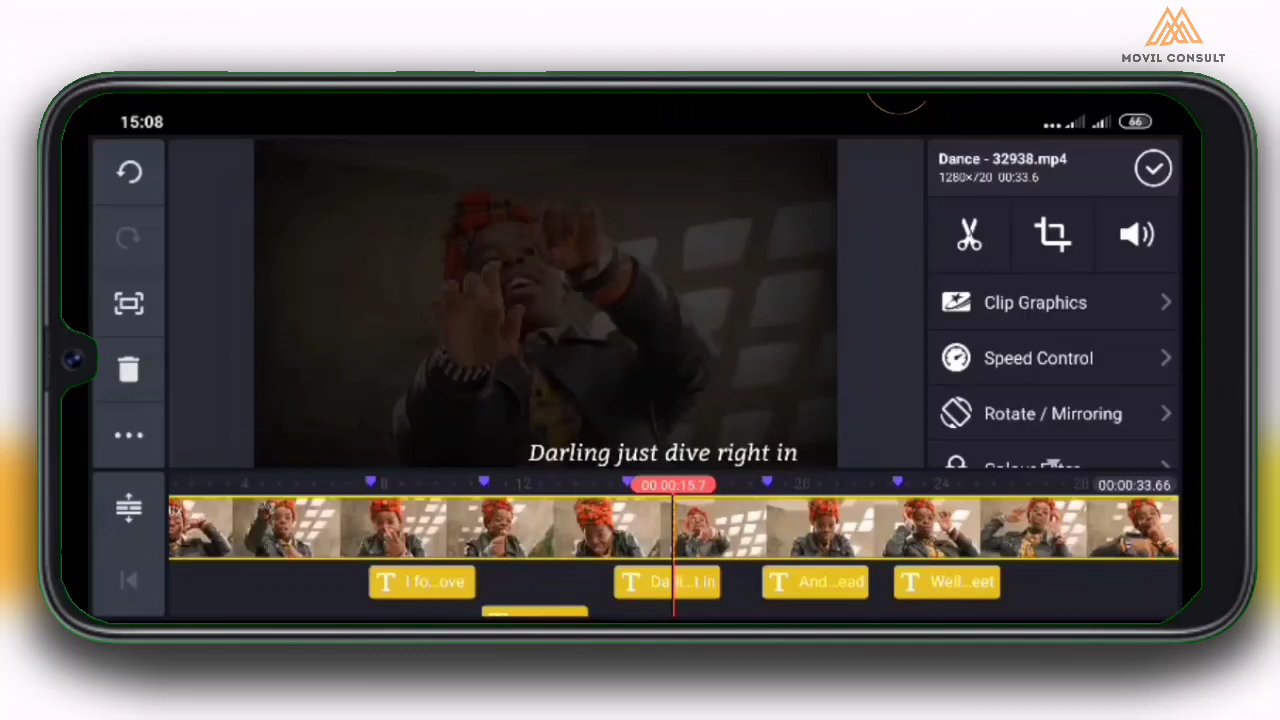 MOVIL CONSULT
15:08
66
Dance - 32938.mp4
1280×720 00:33.6
Clip Graphics
Speed Control
Rotate / Mirroring
Darling just dive right in
4
8
12
00:00:15.7
20
24
00:00:33.66
T I fo...ove
T Da
t in
T And...ead
T Well...eet